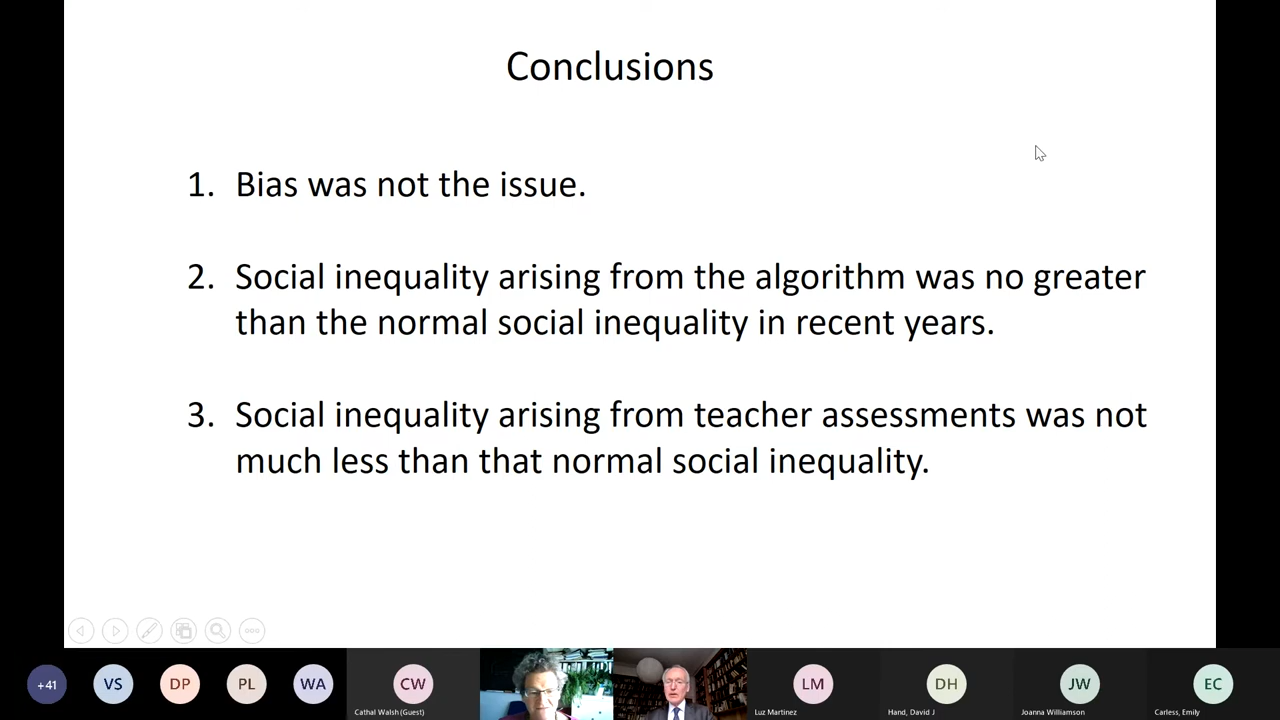 Conclusions
1. Bias was not the issue.
2. Social inequality arising from the algorithm was no greater
than the normal social inequality in recent years.
3. Social inequality arising from teacher assessments was not
much less than that normal social inequality.
+41
VS
DP
PL
WA
CW
LM
DH
JW
EC
Cathal Walsh (Guest)
Luz Martinez
Hand, David J
Joanna Williamson
Carless, Emily